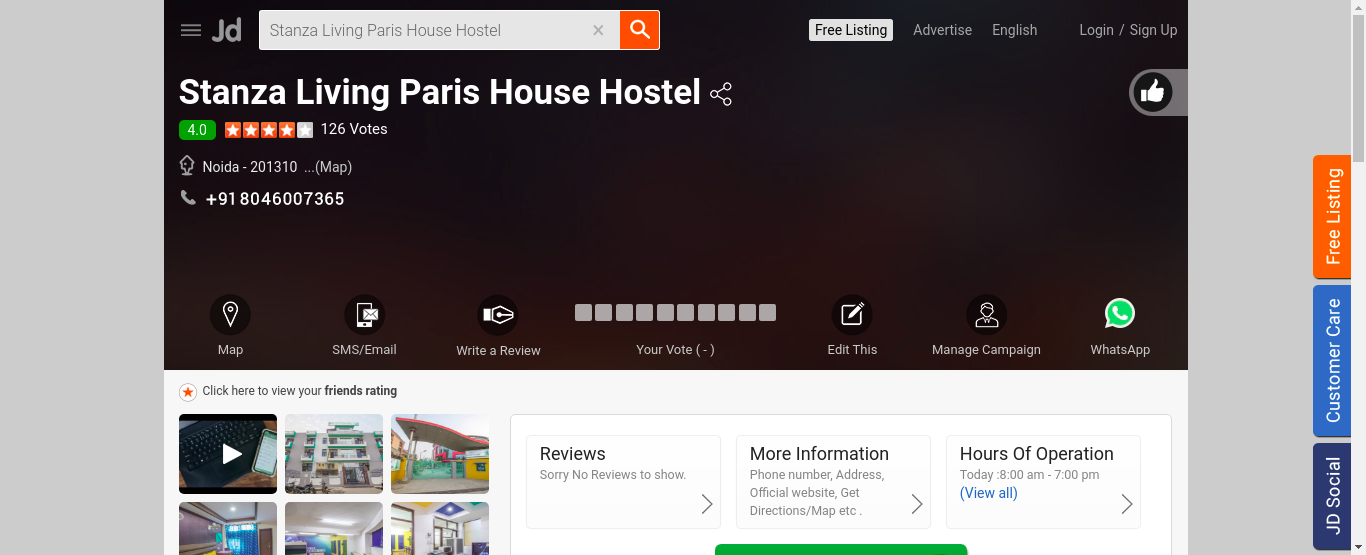 Jd
Stanza Living Paris House Hostel
Free Listing
Advertise
English
Login / Sign Up
Stanza Living Paris House Hostel
4.0
126 Votes
Noida - 201310 ...(Map)
+918046007365
Map
SMS/Email
Write a Review
Your Vote ( - )
Edit This
Manage Campaign
WhatsApp
Click here to view your friends rating
Reviews
Sorry No Reviews to show.
More Information
Phone number, Address,
Official website, Get
Directions/Map etc .
Hours Of Operation
Today :8:00 am - 7:00 pm
(View all)
Free Listing
Customer Care
JD Social